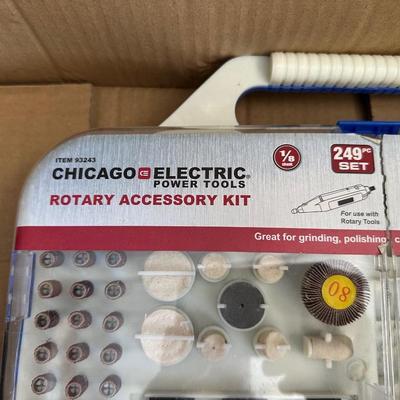 ITEM 93243
CHICAGO ELECTRIC
POWER TOOLS
ROTARY ACCESSORY KIT
1/8
249PC
SET
For use with
Rotary Tools
Great for grinding, polishing, c
80